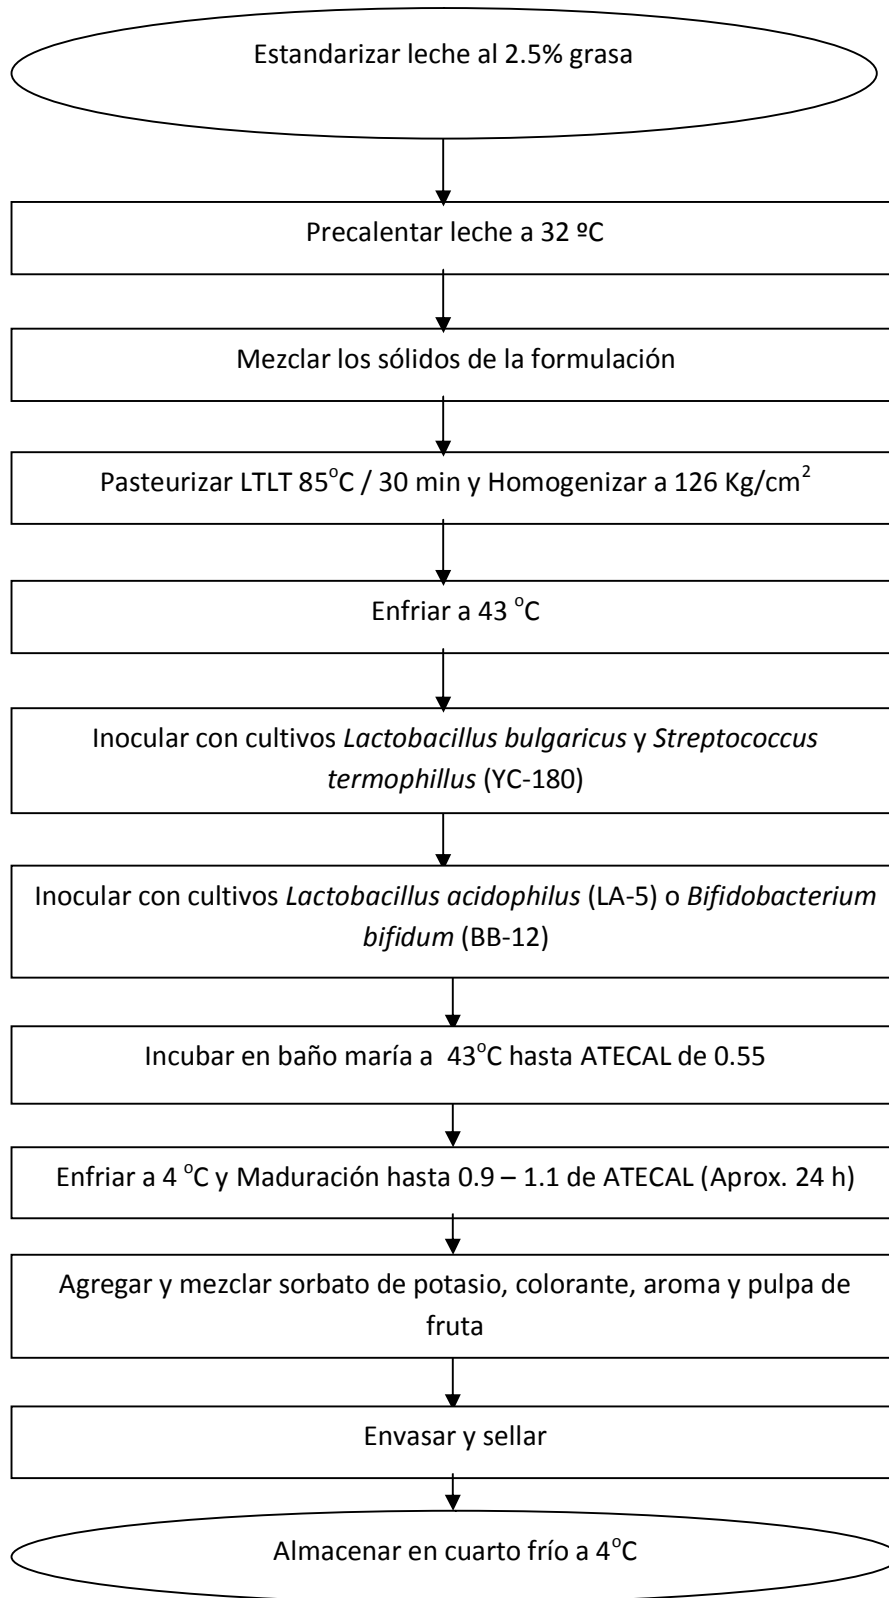 Estandarizar leche al 2.5% grasa
Precalentar leche a 32 ºC
Mezclar los sólidos de la formulación
Pasteurizar LTLT 85°C / 30 min y Homogenizar a 126 Kg/cm²
Enfriar a 43 °C
Inocular con cultivos Lactobacillus bulgaricus y Streptococcus
termophillus (YC-180)
Inocular con cultivos Lactobacillus acidophilus (LA-5) o Bifidobacterium
bifidum (BB-12)
Incubar en baño maría a 43°C hasta ATECAL de 0.55
Enfriar a 4 °C y Maduración hasta 0.9 – 1.1 de ATECAL (Aprox. 24 h)
Agregar y mezclar sorbato de potasio, colorante, aroma y pulpa de
fruta
Envasar y sellar
Almacenar en cuarto frío a 4°C